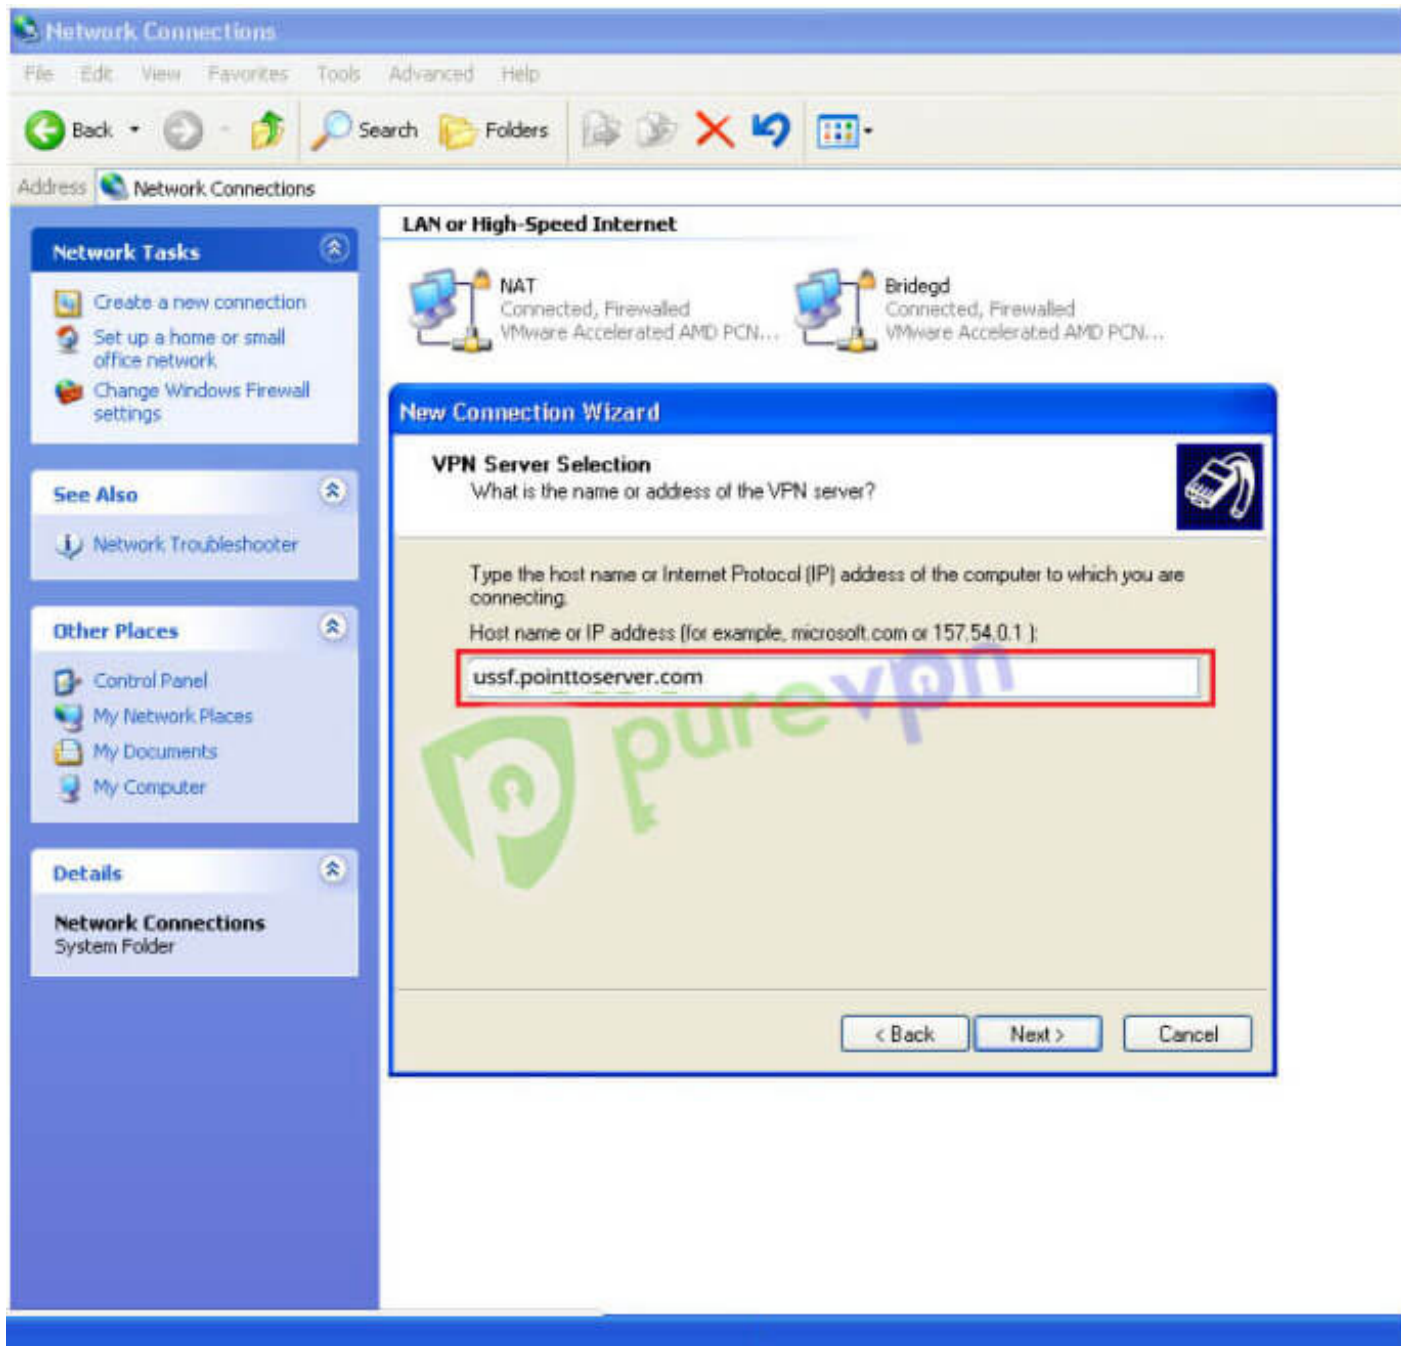 Network Connections
File Edit View Favorites Tools Advanced Help
Back Search Folders
Address Network Connections
LAN or High-Speed Internet
Network Tasks
Create a new connection
Set up a home or small
office network
Change Windows Firewall
settings
NAT
Connected, Firewalled
VMware Accelerated AMD PCN...
Bridegd
Connected, Firewalled
VMware Accelerated AMD PCN...
See Also
Network Troubleshooter
Other Places
Control Panel
My Network Places
My Documents
My Computer
Details
Network Connections
System Folder
New Connection Wizard
VPN Server Selection
What is the name or address of the VPN server?
Type the host name or Internet Protocol (IP) address of the computer to which you are
connecting.
Host name or IP address (for example, microsoft.com or 157.54.0.1 ):
ussf.pointtoserver.com
purevpn
< Back Next > Cancel